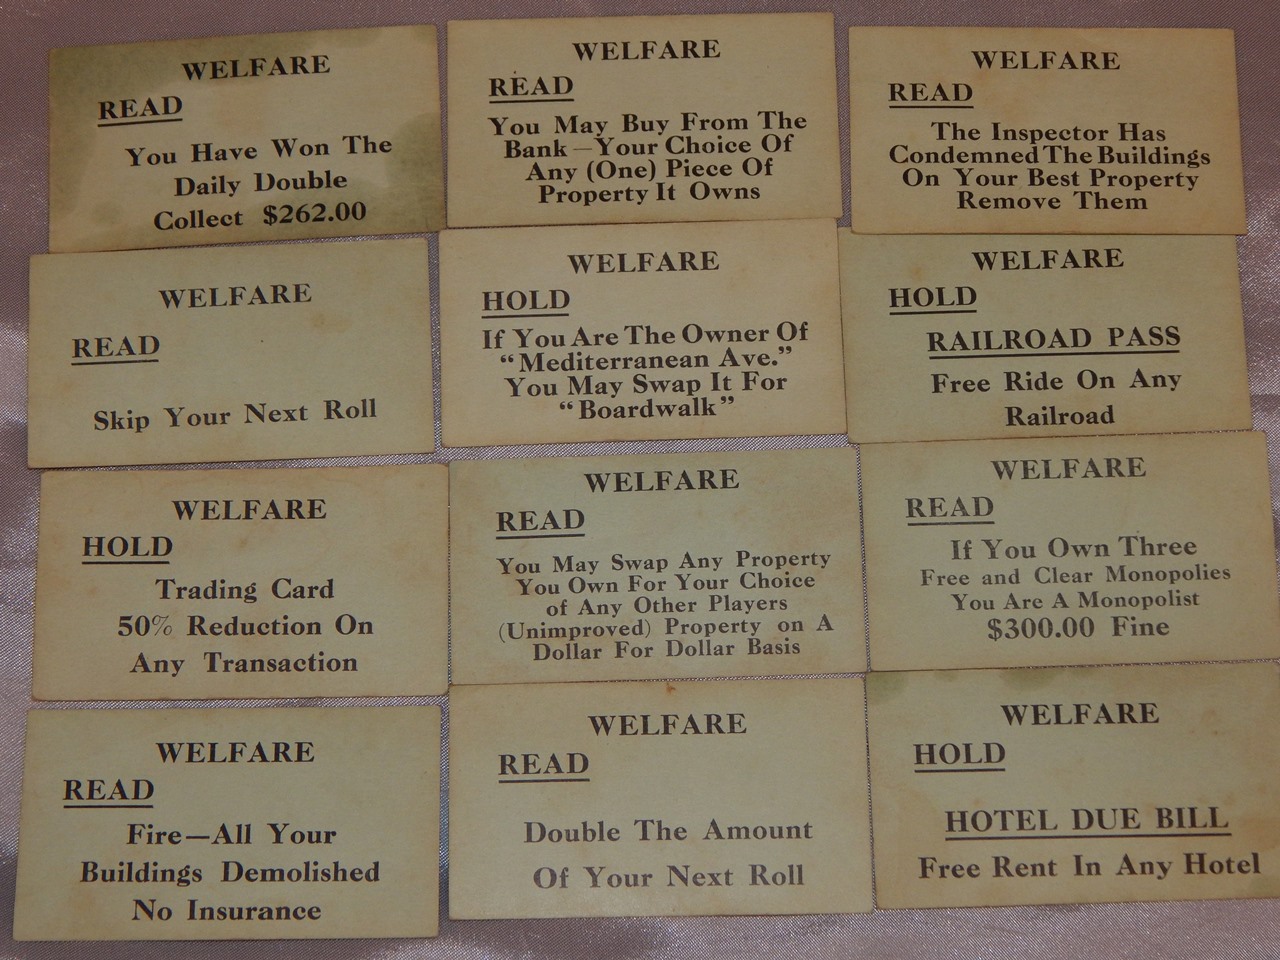 WELFARE
READ
You Have Won The
Daily Double
Collect $262.00
WELFARE
READ
You May Buy From The
Bank—Your Choice Of
Any (One) Piece Of
Property It Owns
WELFARE
READ
The Inspector Has
Condemned The Buildings
On Your Best Property
Remove Them
WELFARE
READ
Skip Your Next Roll
WELFARE
HOLD
If You Are The Owner Of
“Mediterranean Ave.”
You May Swap It For
“Boardwalk”
WELFARE
HOLD
RAILROAD PASS
Free Ride On Any
Railroad
WELFARE
HOLD
Trading Card
50% Reduction On
Any Transaction
WELFARE
READ
You May Swap Any Property
You Own For Your Choice
of Any Other Players
(Unimproved) Property on A
Dollar For Dollar Basis
WELFARE
READ
If You Own Three
Free and Clear Monopolies
You Are A Monopolist
$300.00 Fine
WELFARE
READ
Fire—All Your
Buildings Demolished
No Insurance
WELFARE
READ
Double The Amount
Of Your Next Roll
WELFARE
HOLD
HOTEL DUE BILL
Free Rent In Any Hotel